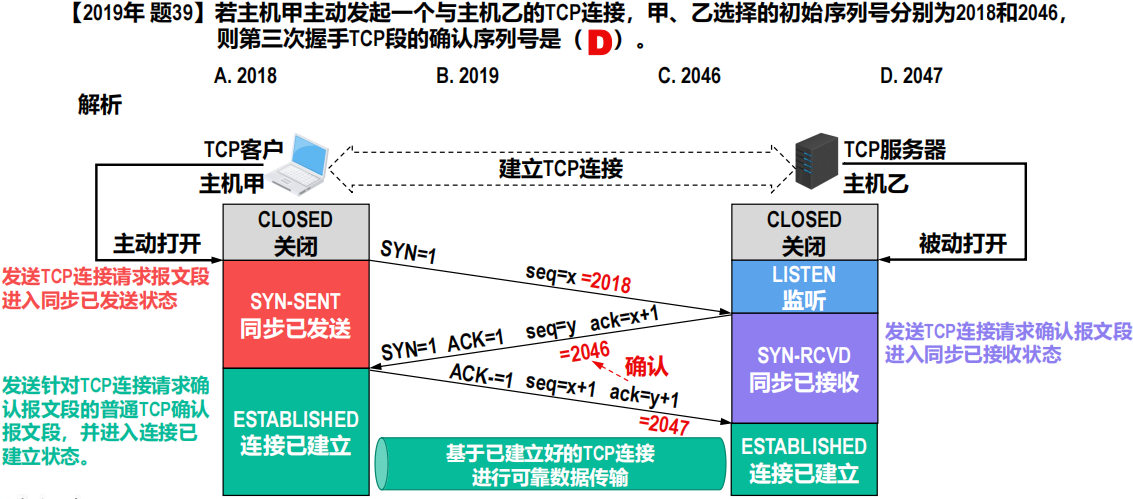 【2019年 题39】若主机甲主动发起一个与主机乙的TCP连接，甲、乙选择的初始序列号分别为2018和2046，
则第三次握手TCP段的确认序列号是（ D ）。
A. 2018 B. 2019 C. 2046 D. 2047
解析
TCP客户
主机甲
建立TCP连接
TCP服务器
主机乙
主动打开
CLOSED
关闭
CLOSED
关闭
被动打开
SYN=1
seq=x =2018
发送TCP连接请求报文段
进入同步已发送状态
SYN-SENT
同步已发送
LISTEN
监听
SYN=1 ACK=1 seq=y ack=x+1
=2046
发送TCP连接请求确认报文段
进入同步已接收状态
SYN-RCVD
同步已接收
确认
ACK-=1 seq=x+1 ack=y+1
=2047
发送针对TCP连接请求确
认报文段的普通TCP确认
报文段，并进入连接已
建立状态。
ESTABLISHED
连接已建立
基于已建立好的TCP连接
进行可靠数据传输
ESTABLISHED
连接已建立